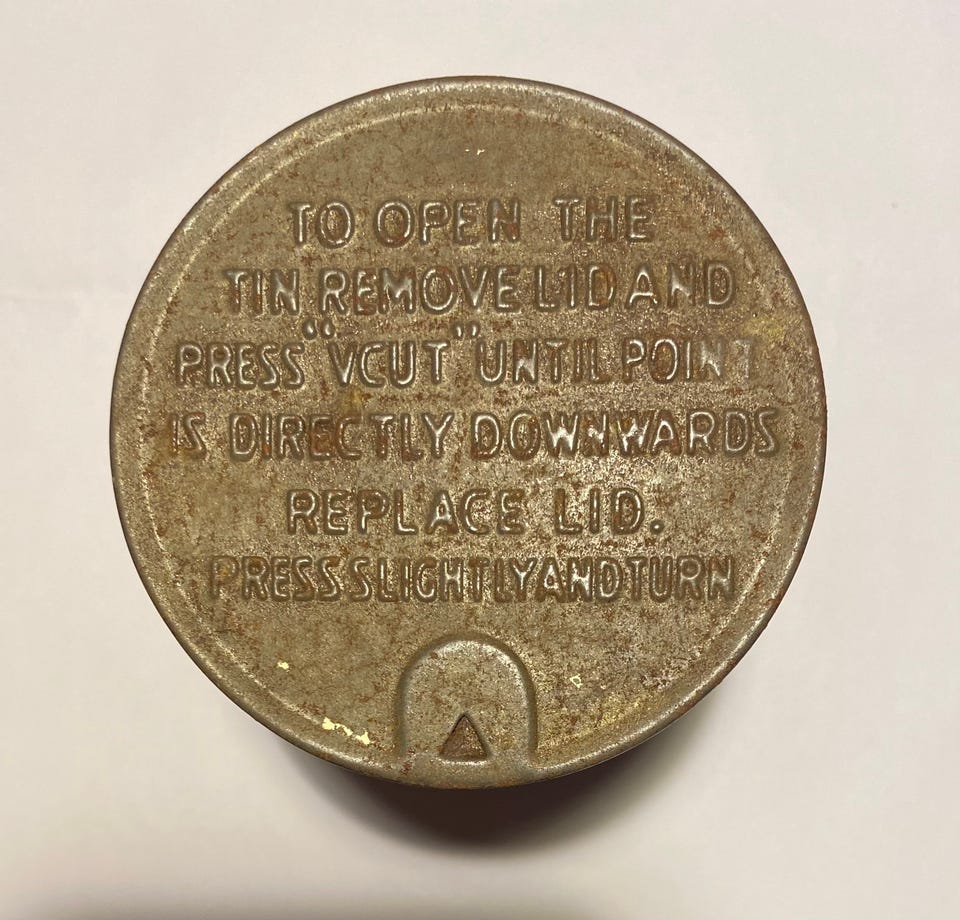 TO OPEN THE
TIN REMOVE LID AND
PRESS "VCUT" UNTIL POINT
IS DIRECTLY DOWNWARDS
REPLACE LID.
PRESS SLIGHTLY AND TURN